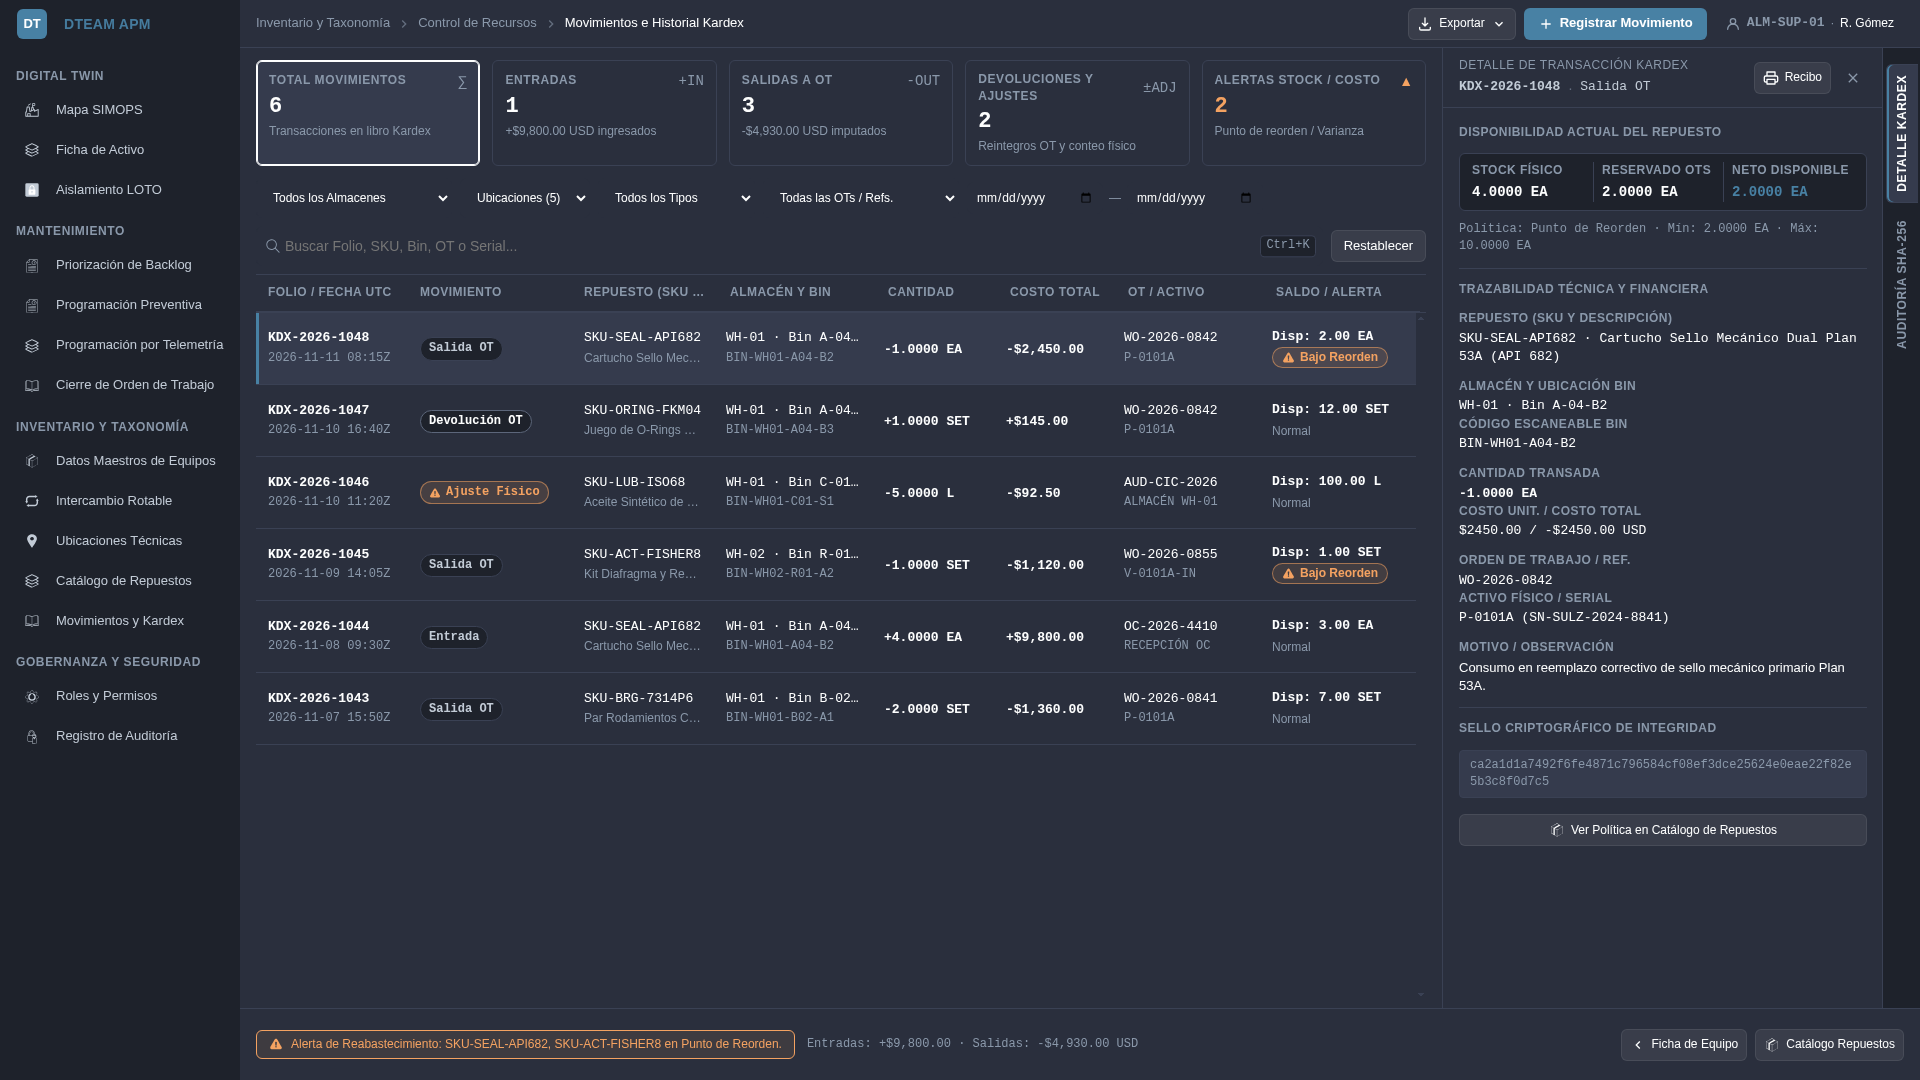 DT
DTEAM APM
DIGITAL TWIN
Mapa SIMOPS
Ficha de Activo
Aislamiento LOTO
MANTENIMIENTO
Priorización de Backlog
Programación Preventiva
Programación por Telemetría
Cierre de Orden de Trabajo
INVENTARIO Y TAXONOMÍA
Datos Maestros de Equipos
Intercambio Rotable
Ubicaciones Técnicas
Catálogo de Repuestos
Movimientos y Kardex
GOBERNANZA Y SEGURIDAD
Roles y Permisos
Registro de Auditoría
Inventario y Taxonomía > Control de Recursos > Movimientos e Historial Kardex
Exportar
+ Registrar Movimiento
ALM-SUP-01 · R. Gómez
TOTAL MOVIMIENTOS ∑
6
Transacciones en libro Kardex
ENTRADAS +IN
1
+$9,800.00 USD ingresados
SALIDAS A OT -OUT
3
-$4,930.00 USD imputados
DEVOLUCIONES Y AJUSTES ±ADJ
2
Reintegros OT y conteo físico
ALERTAS STOCK / COSTO ▲
2
Punto de reorden / Varianza
Todos los Almacenes Ubicaciones (5) Todos los Tipos Todas las OTs / Refs. mm/dd/yyyy — mm/dd/yyyy
Buscar Folio, SKU, Bin, OT o Serial... Ctrl+K Restablecer
FOLIO / FECHA UTC MOVIMIENTO REPUESTO (SKU ... ALMACÉN Y BIN CANTIDAD COSTO TOTAL OT / ACTIVO SALDO / ALERTA
KDX-2026-1048 SKU-SEAL-API682 WH-01 · Bin A-04… WO-2026-0842 Disp: 2.00 EA
Salida OT -1.0000 EA -$2,450.00
2026-11-11 08:15Z Cartucho Sello Mec… BIN-WH01-A04-B2 P-0101A Bajo Reorden
KDX-2026-1047 SKU-ORING-FKM04 WH-01 · Bin A-04… WO-2026-0842 Disp: 12.00 SET
Devolución OT +1.0000 SET +$145.00
2026-11-10 16:40Z Juego de O-Rings … BIN-WH01-A04-B3 P-0101A Normal
KDX-2026-1046 SKU-LUB-ISO68 WH-01 · Bin C-01… AUD-CIC-2026 Disp: 100.00 L
Ajuste Físico -5.0000 L -$92.50
2026-11-10 11:20Z Aceite Sintético de … BIN-WH01-C01-S1 ALMACÉN WH-01 Normal
KDX-2026-1045 SKU-ACT-FISHER8 WH-02 · Bin R-01… WO-2026-0855 Disp: 1.00 SET
Salida OT -1.0000 SET -$1,120.00
2026-11-09 14:05Z Kit Diafragma y Re… BIN-WH02-R01-A2 V-0101A-IN Bajo Reorden
KDX-2026-1044 SKU-SEAL-API682 WH-01 · Bin A-04… OC-2026-4410 Disp: 3.00 EA
Entrada +4.0000 EA +$9,800.00
2026-11-08 09:30Z Cartucho Sello Mec… BIN-WH01-A04-B2 RECEPCIÓN OC Normal
KDX-2026-1043 SKU-BRG-7314P6 WH-01 · Bin B-02… WO-2026-0841 Disp: 7.00 SET
Salida OT -2.0000 SET -$1,360.00
2026-11-07 15:50Z Par Rodamientos C… BIN-WH01-B02-A1 P-0101A Normal
DETALLE DE TRANSACCIÓN KARDEX
KDX-2026-1048 · Salida OT
Recibo ×
DISPONIBILIDAD ACTUAL DEL REPUESTO
STOCK FÍSICO RESERVADO OTS NETO DISPONIBLE
4.0000 EA 2.0000 EA 2.0000 EA
Política: Punto de Reorden · Mín: 2.0000 EA · Máx:
10.0000 EA
TRAZABILIDAD TÉCNICA Y FINANCIERA
REPUESTO (SKU Y DESCRIPCIÓN)
SKU-SEAL-API682 · Cartucho Sello Mecánico Dual Plan
53A (API 682)
ALMACÉN Y UBICACIÓN BIN
WH-01 · Bin A-04-B2
CÓDIGO ESCANEABLE BIN
BIN-WH01-A04-B2
CANTIDAD TRANSADA
-1.0000 EA
COSTO UNIT. / COSTO TOTAL
$2450.00 / -$2450.00 USD
ORDEN DE TRABAJO / REF.
WO-2026-0842
ACTIVO FÍSICO / SERIAL
P-0101A (SN-SULZ-2024-8841)
MOTIVO / OBSERVACIÓN
Consumo en reemplazo correctivo de sello mecánico primario Plan
53A.
SELLO CRIPTOGRÁFICO DE INTEGRIDAD
ca2a1d1a7492f6fe4871c796584cf08ef3dce25624e0eae22f82e
5b3c8f0d7c5
Ver Política en Catálogo de Repuestos
DETALLE KARDEX
AUDITORÍA SHA-256
Alerta de Reabastecimiento: SKU-SEAL-API682, SKU-ACT-FISHER8 en Punto de Reorden.
Entradas: +$9,800.00 · Salidas: -$4,930.00 USD
Ficha de Equipo
Catálogo Repuestos